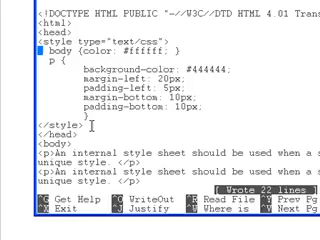 <!DOCTYPE HTML PUBLIC "-//W3C//DTD HTML 4.01 Trans
<html>
<head>
<style type="text/css">
body {color: #ffffff; }
p {
background-color: #444444;
margin-left: 20px;
padding-left: 5px;
margin-bottom: 10px;
padding-bottom: 10px;
}
</style>
</head>
<body>
<p>An internal style sheet should be used when a s
unique style. </p>
<p>An internal style sheet should be used when a s
unique style. </p>
[ Wrote 22 lines ]
^G Get Help ^O WriteOut ^R Read File ^Y Prev Pg
^X Exit ^J Justify ^W Where is ^V Next Pg